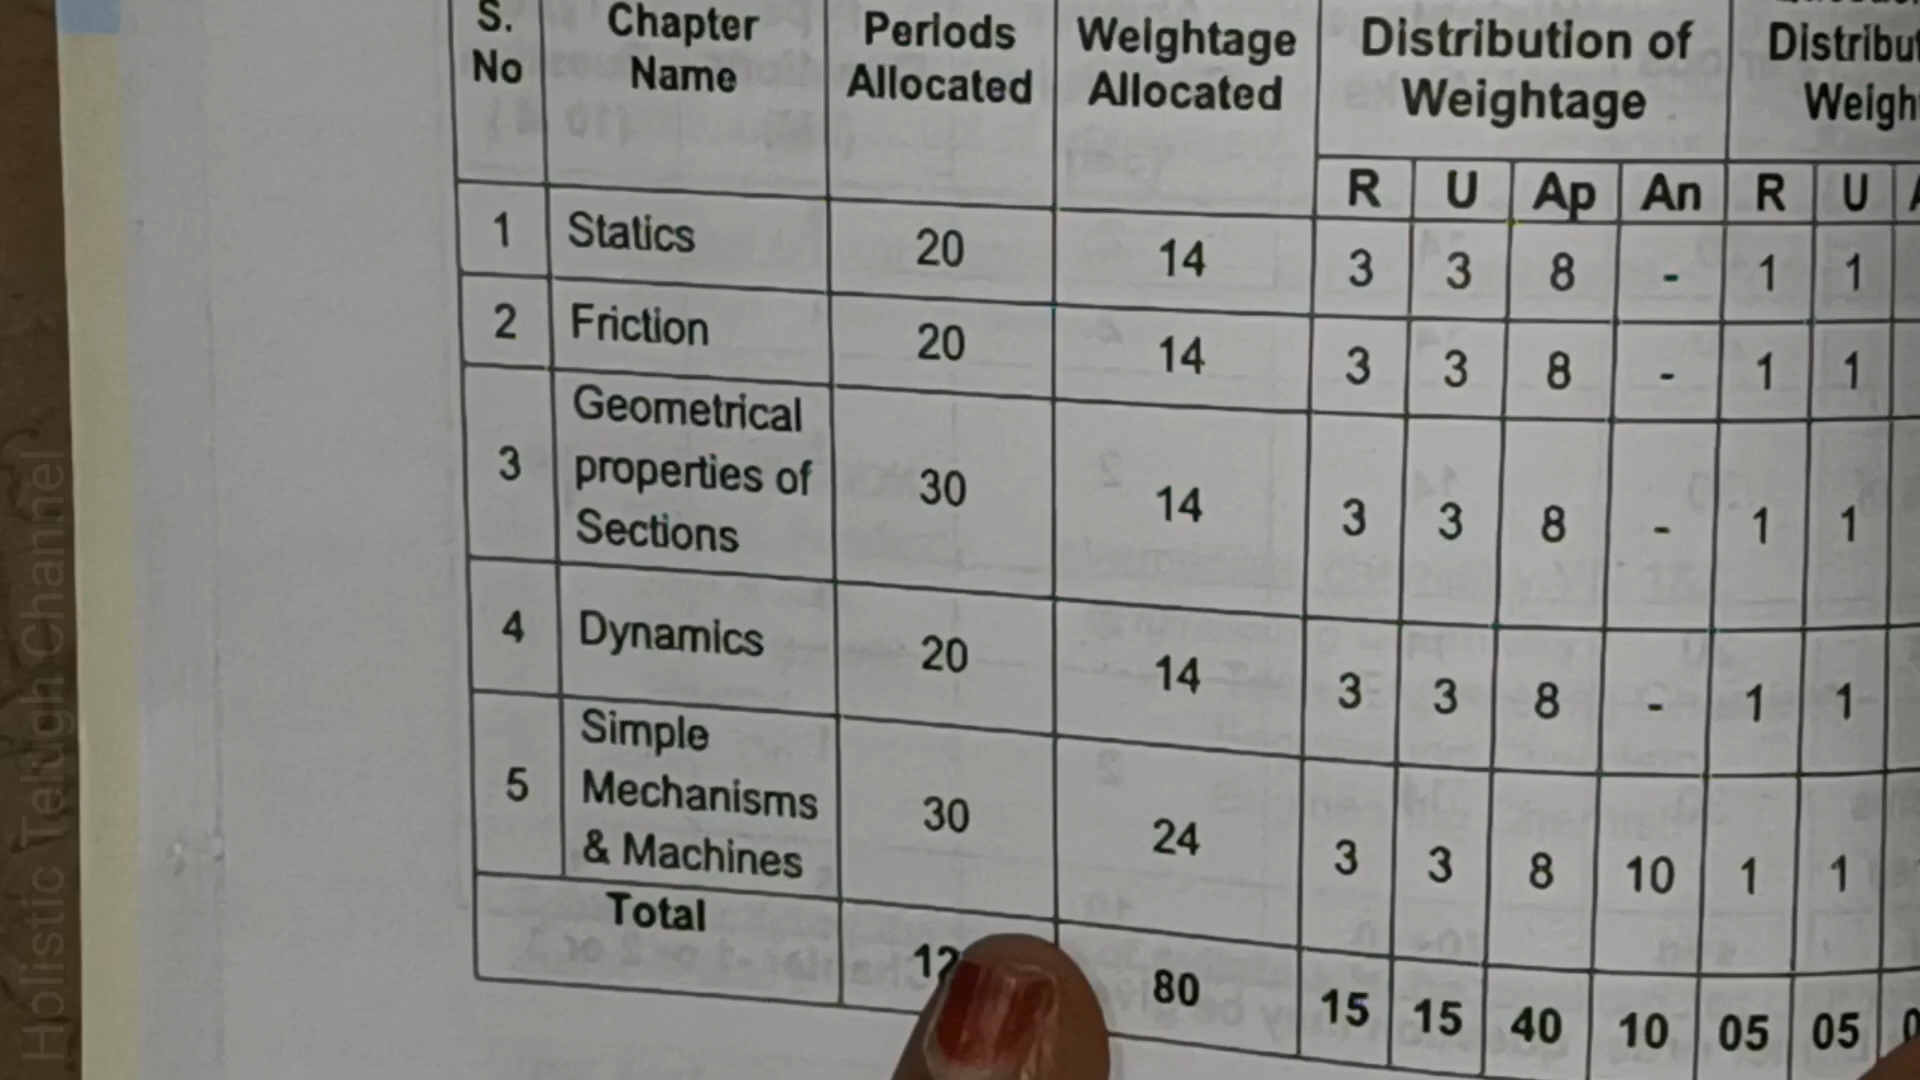 S. No Chapter Name Periods Allocated Weightage Allocated Distribution of Weightage
R U Ap An R U
1 Statics 20 14 3 3 8 - 1 1
2 Friction 20 14 3 3 8 - 1 1
3 Geometrical properties of Sections 30 14 3 3 8 - 1 1
4 Dynamics 20 14 3 3 8 - 1 1
5 Simple Mechanisms & Machines 30 24 3 3 8 10 1 1
Total 80 15 15 40 10 05 05
Holistic Telugu Channel